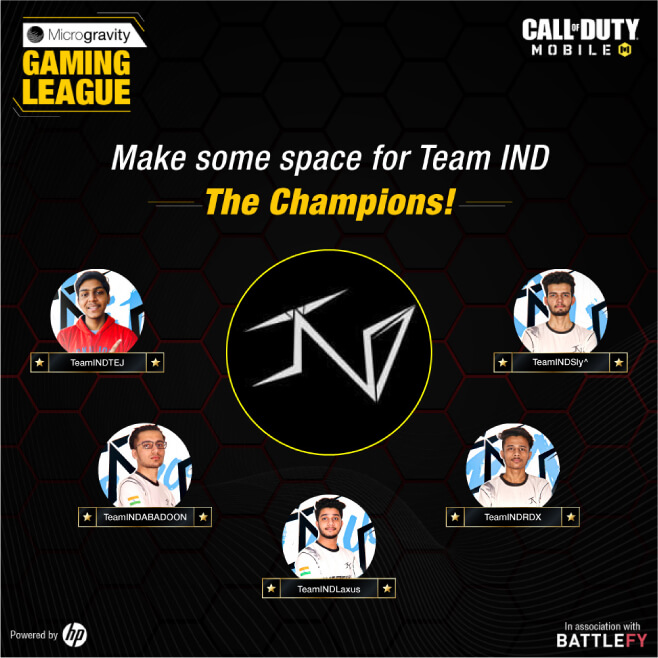 Microgravity
GAMING
LEAGUE
CALL OF DUTY
MOBILE
Make some space for Team IND
The Champions!
IND
TeamINDTEJ
TeamINDSly^
TeamINDABADOON
TeamINDRDX
TeamINDLaxus
Powered by hp
In association with
BATTLEFY